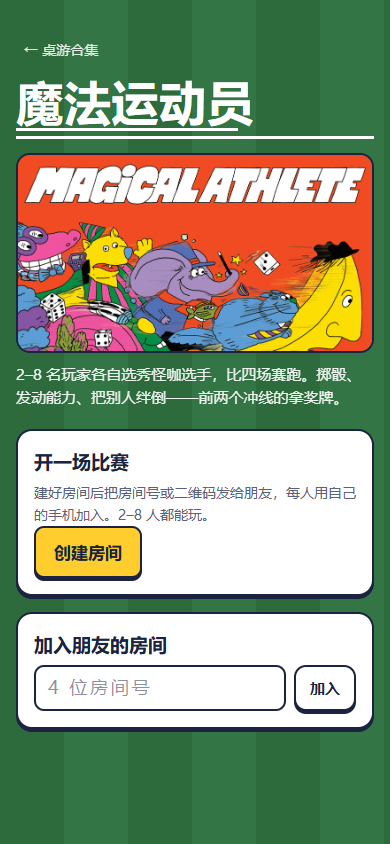 ← 桌游合集
魔法运动员
MAGiCAL ATHLETE
2–8 名玩家各自选秀怪咖选手，比四场赛跑。掷骰、
发动能力、把别人绊倒——前两个冲线的拿奖牌。
开一场比赛
建好房间后把房间号或二维码发给朋友，每人用自己
的手机加入。2–8 人都能玩。
创建房间
加入朋友的房间
4 位房间号
加入